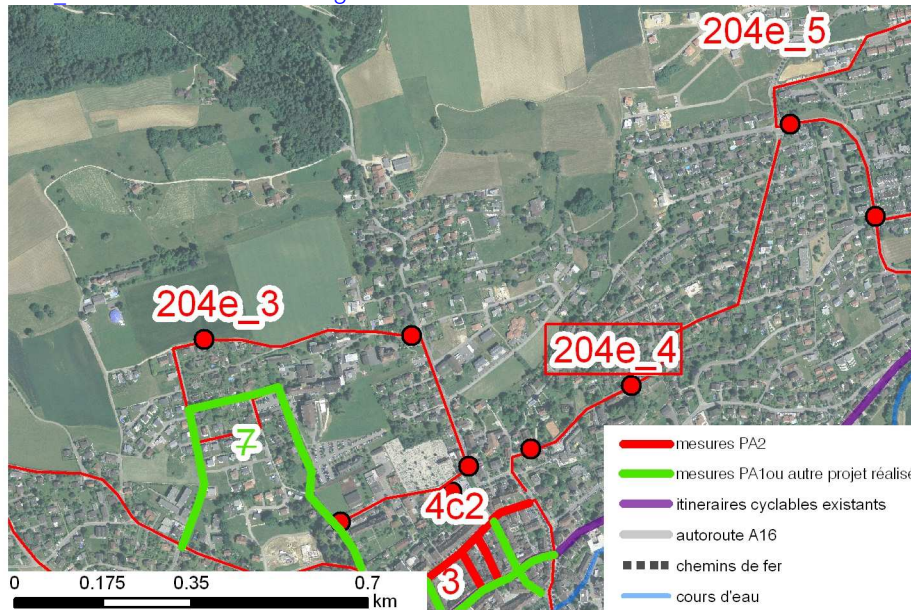 204e_5
204e_3
204e_4
7
4c2
3
mesures PA2
mesures PA1ou autre projet réalisé
itineraires cyclables existants
autoroute A16
chemins de fer
cours d'eau
0 0.175 0.35 0.7
km